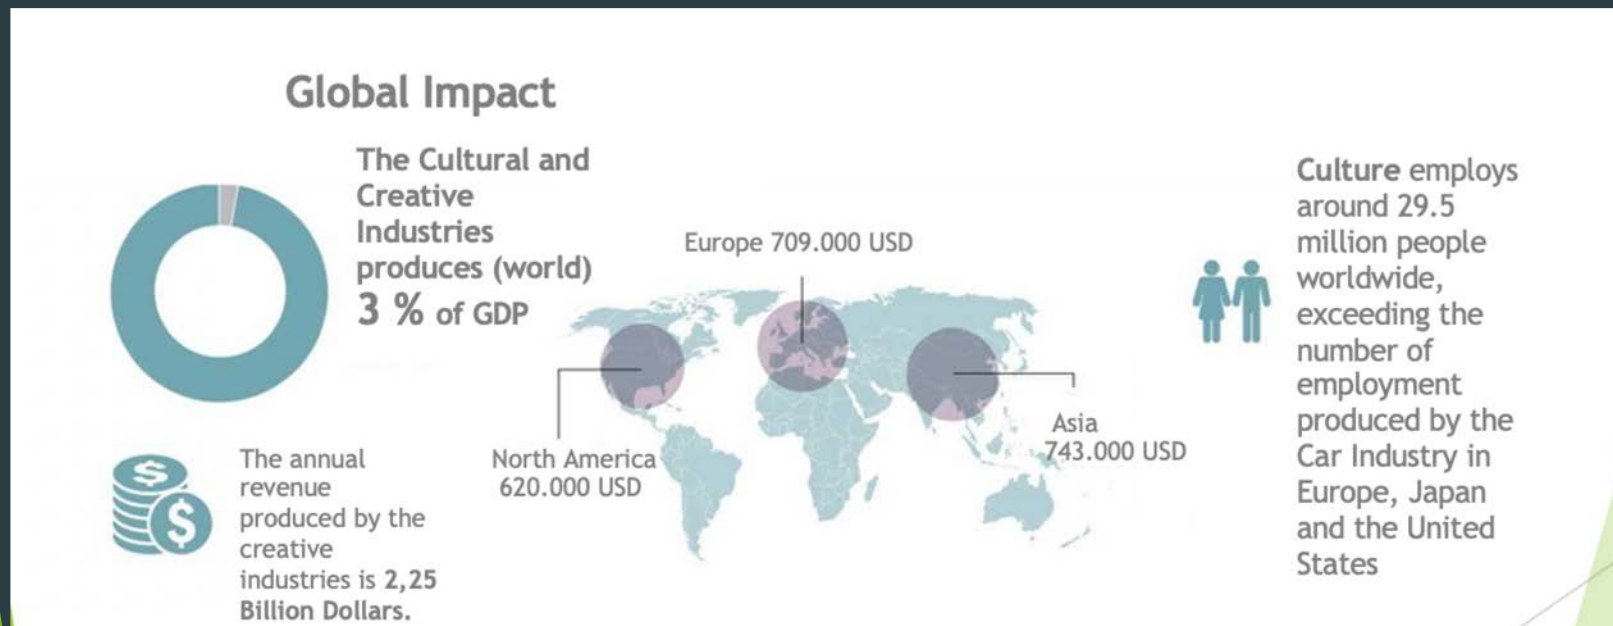 Global Impact
The Cultural and
Creative
Industries
produces (world)
3 % of GDP
The annual
revenue
produced by the
creative
industries is 2,25
Billion Dollars.
Europe 709.000 USD
North America
620.000 USD
Asia
743.000 USD
Culture employs
around 29.5
million people
worldwide,
exceeding the
number of
employment
produced by the
Car Industry in
Europe, Japan
and the United
States